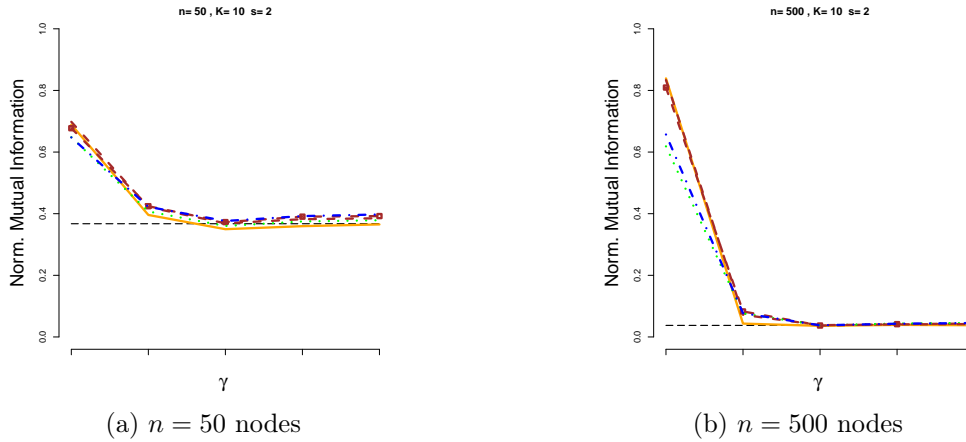 n= 50 , K= 10 s= 2
Norm. Mutual Information
1.0
0.8
0.6
0.4
0.2
0.0
γ
(a) n = 50 nodes
n= 500 , K= 10 s= 2
Norm. Mutual Information
1.0
0.8
0.6
0.4
0.2
0.0
γ
(b) n = 500 nodes